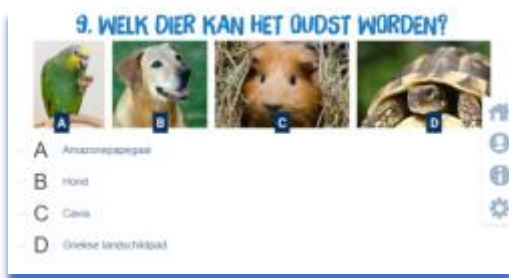 9. WELK DIER KAN HET OUDST WORDEN?
A B C D
A Amazonepapegaai
B Hond
C Cavia
D Griekse landschildpad